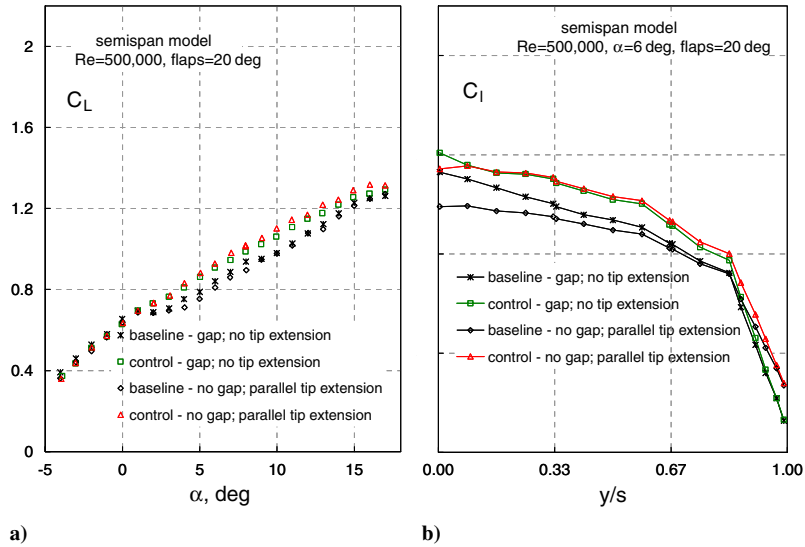 semispan model
Re=500,000, flaps=20 deg
C_L
2
1.6
1.2
0.8
0.4
0
baseline - gap; no tip extension
control - gap; no tip extension
baseline - no gap; parallel tip extension
control - no gap; parallel tip extension
-5
0
5
10
15
α, deg
a)
semispan model
Re=500,000, α=6 deg, flaps=20 deg
C_l
baseline - gap; no tip extension
control - gap; no tip extension
baseline - no gap; parallel tip extension
control - no gap; parallel tip extension
0.00
0.33
0.67
1.00
y/s
b)